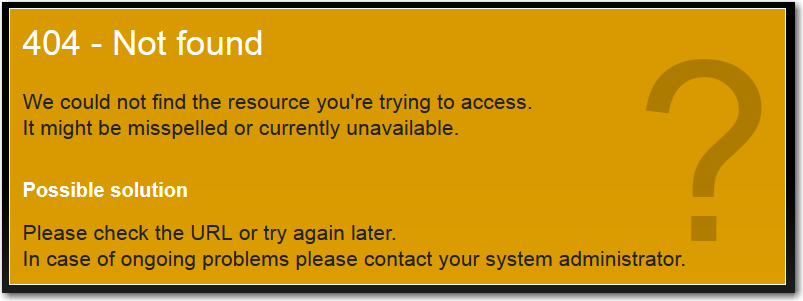 404 - Not found
We could not find the resource you're trying to access.
It might be misspelled or currently unavailable.
Possible solution
Please check the URL or try again later.
In case of ongoing problems please contact your system administrator.
?